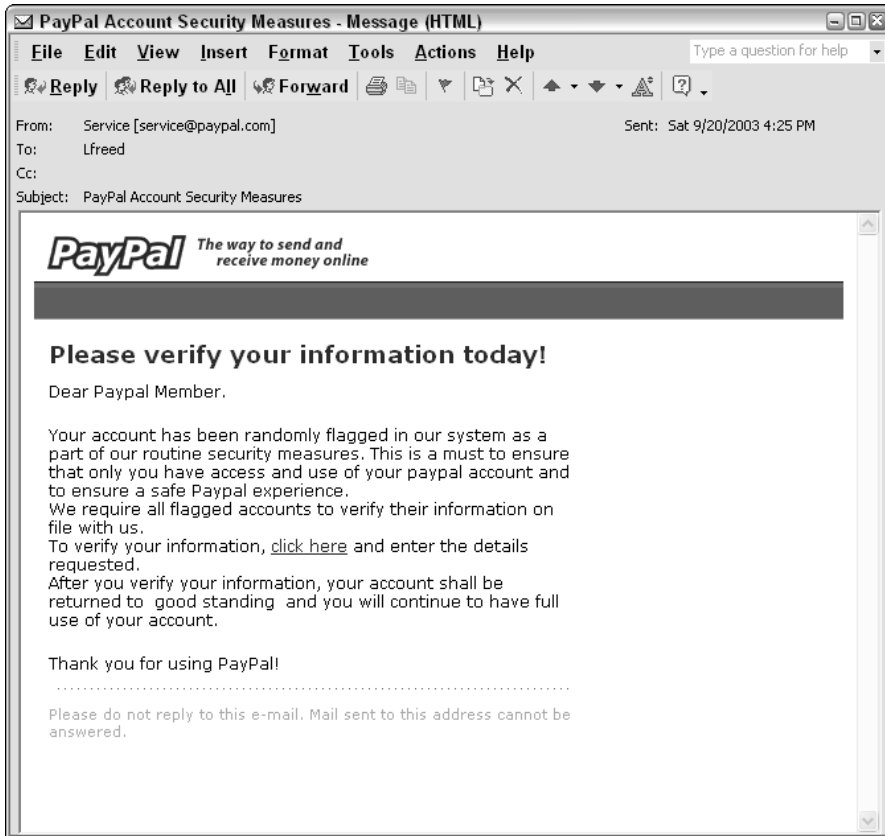 PayPal Account Security Measures - Message (HTML)
File Edit View Insert Format Tools Actions Help Type a question for help
Reply Reply to All Forward
From: Service [service@paypal.com] Sent: Sat 9/20/2003 4:25 PM
To: Lfreed
Cc:
Subject: PayPal Account Security Measures
PayPal The way to send and
receive money online
Please verify your information today!
Dear Paypal Member.
Your account has been randomly flagged in our system as a
part of our routine security measures. This is a must to ensure
that only you have access and use of your paypal account and
to ensure a safe Paypal experience.
We require all flagged accounts to verify their information on
file with us.
To verify your information, click here and enter the details
requested.
After you verify your information, your account shall be
returned to  good standing  and you will continue to have full
use of your account.
Thank you for using PayPal!
Please do not reply to this e-mail. Mail sent to this address cannot be
answered.